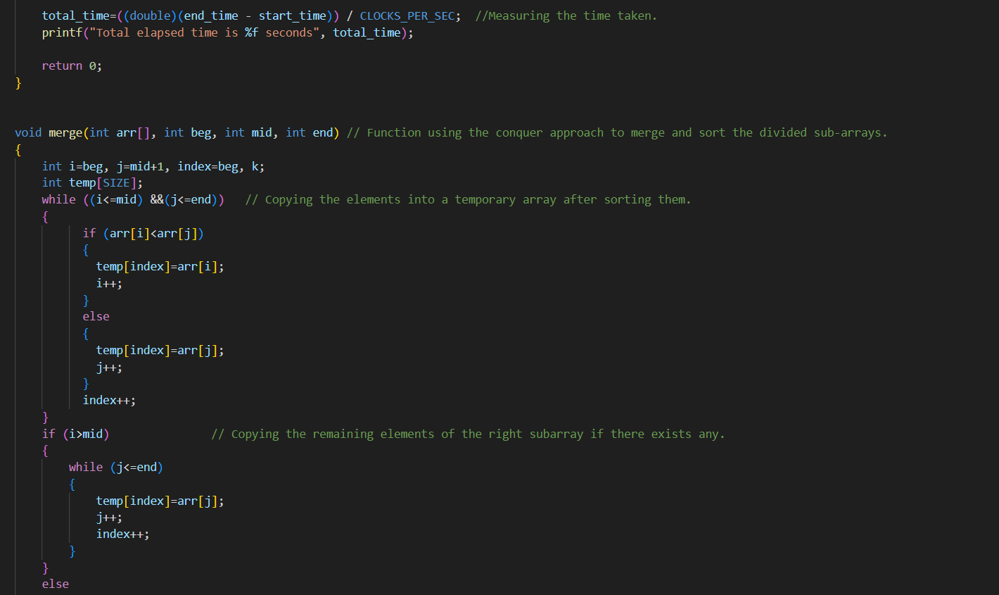 total_time=((double)(end_time - start_time)) / CLOCKS_PER_SEC;  //Measuring the time taken.
    printf("Total elapsed time is %f seconds", total_time);

    return 0;
}


void merge(int arr[], int beg, int mid, int end) // Function using the conquer approach to merge and sort the divided sub-arrays.
{
    int i=beg, j=mid+1, index=beg, k;
    int temp[SIZE];
    while ((i<=mid) &&(j<=end))   // Copying the elements into a temporary array after sorting them.
    {
          if (arr[i]<arr[j])
          {
            temp[index]=arr[i];
            i++;
          }
          else
          {
            temp[index]=arr[j];
            j++;
          }
          index++;
    }
    if (i>mid)               // Copying the remaining elements of the right subarray if there exists any.
    {
        while (j<=end)
        {
            temp[index]=arr[j];
            j++;
            index++;
        }
    }
    else